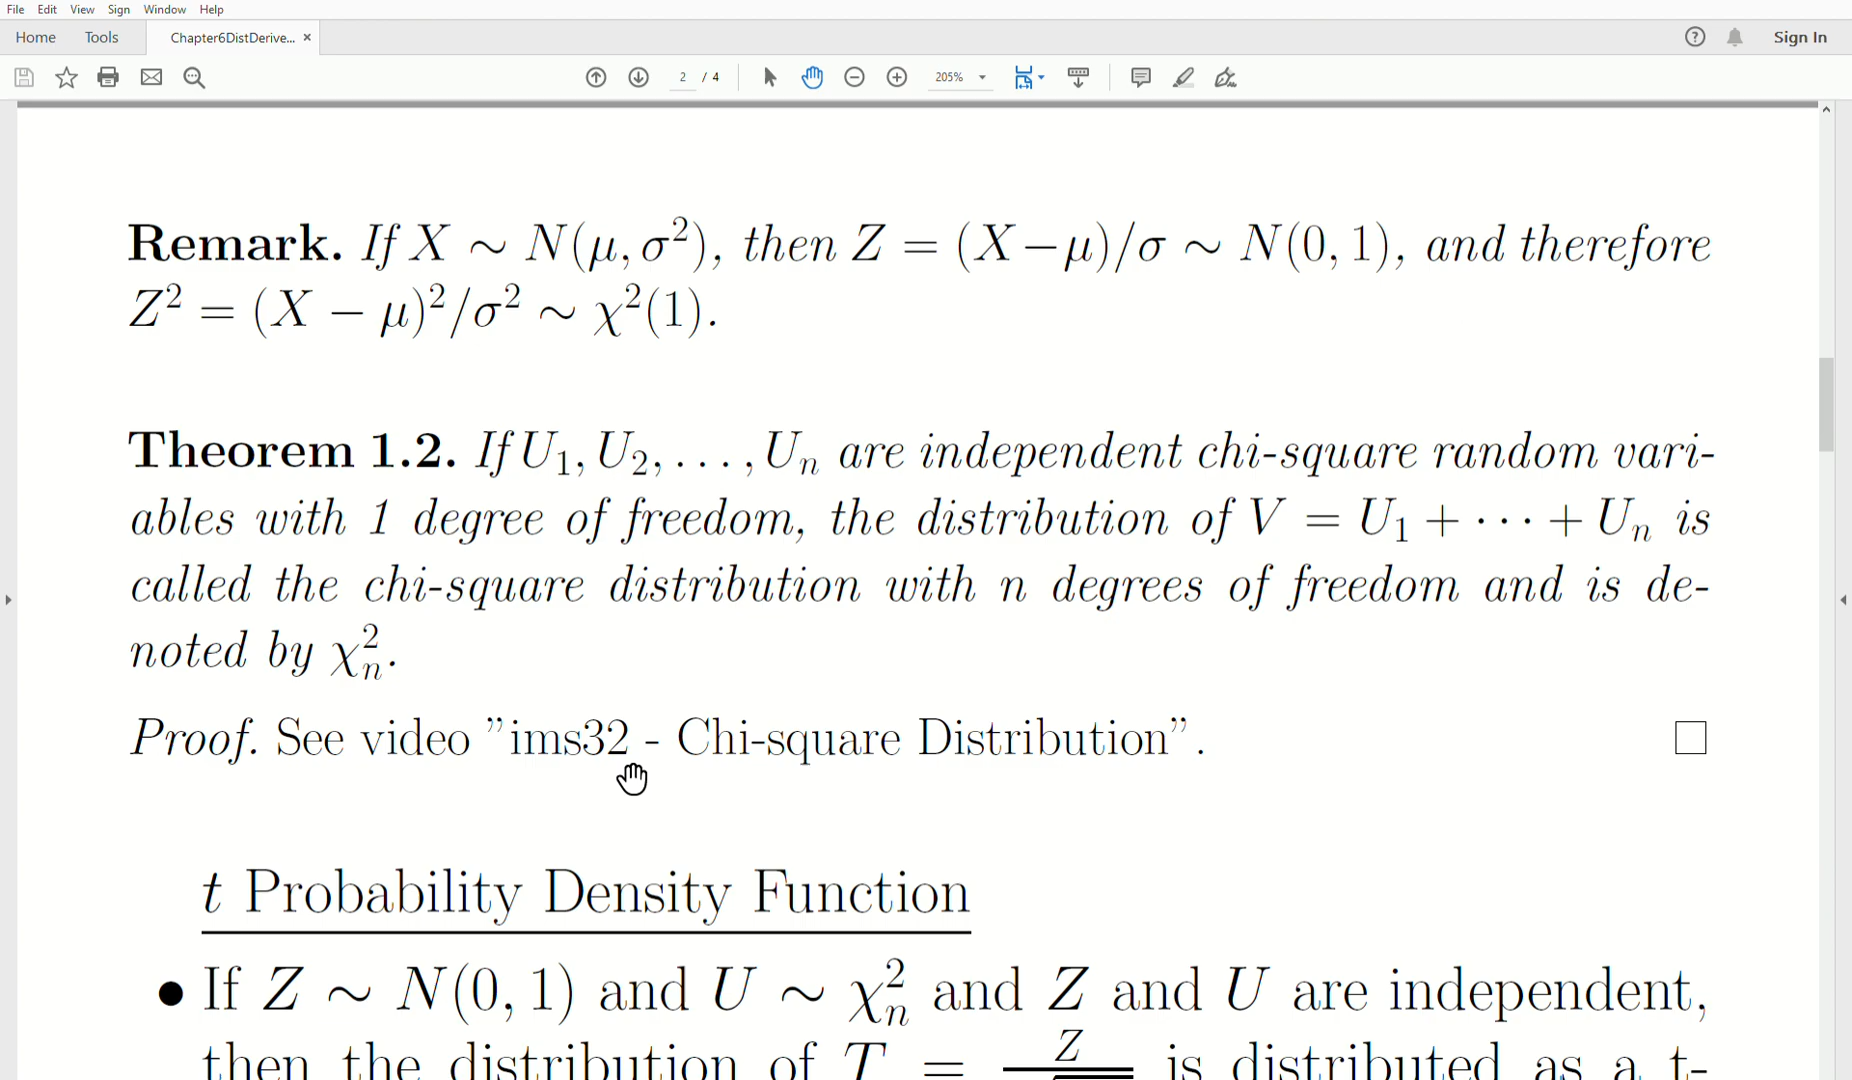 File Edit View Sign Window Help
Home Tools Chapter6DistDerive... × Sign In
2 / 4 205%
Remark. If X ∼ N(μ, σ²), then Z = (X−μ)/σ ∼ N(0, 1), and therefore
Z² = (X − μ)²/σ² ∼ χ²(1).
Theorem 1.2. If U₁, U₂, . . . , Uₙ are independent chi-square random vari-
ables with 1 degree of freedom, the distribution of V = U₁ + · · · + Uₙ is
called the chi-square distribution with n degrees of freedom and is de-
noted by χ²ₙ.
Proof. See video ”ims32 - Chi-square Distribution”. □
t Probability Density Function
• If Z ∼ N(0, 1) and U ∼ χ²ₙ and Z and U are independent,
then the distribution of T = Z is distributed as a t-